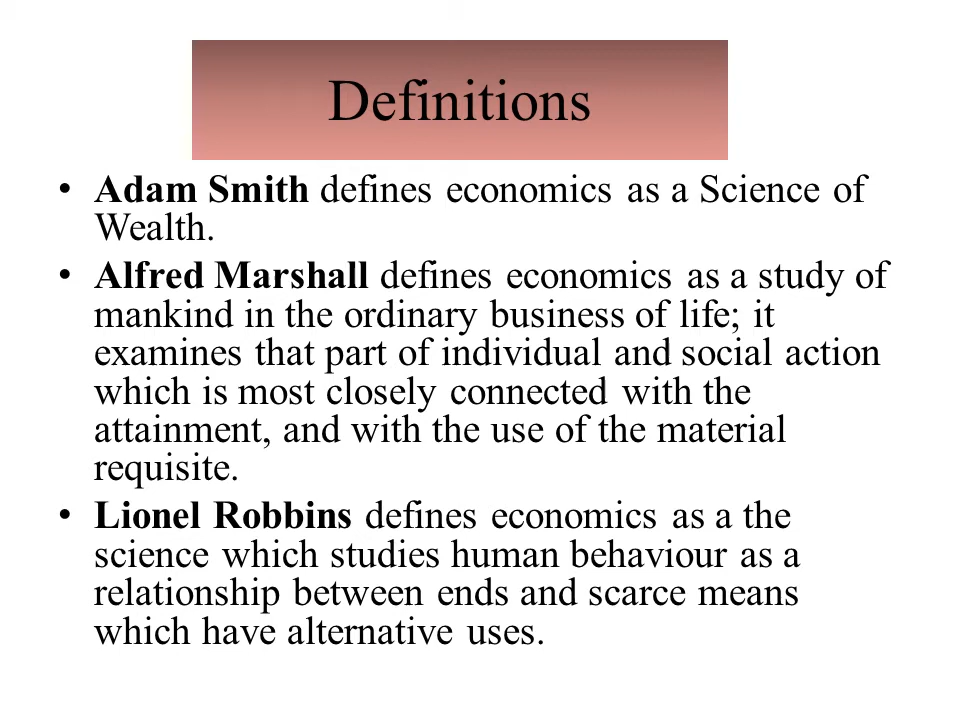 Definitions
• Adam Smith defines economics as a Science of
Wealth.
• Alfred Marshall defines economics as a study of
mankind in the ordinary business of life; it
examines that part of individual and social action
which is most closely connected with the
attainment, and with the use of the material
requisite.
• Lionel Robbins defines economics as a the
science which studies human behaviour as a
relationship between ends and scarce means
which have alternative uses.